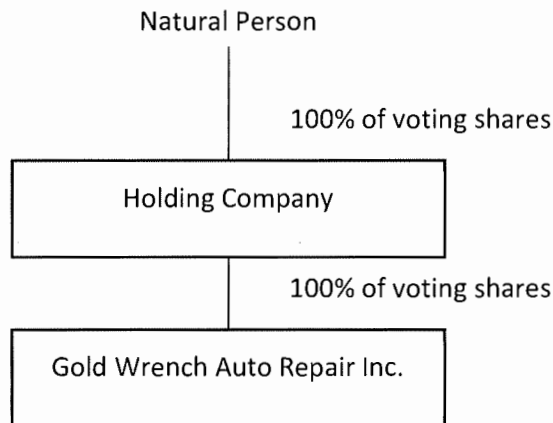 Natural Person
100% of voting shares
Holding Company
100% of voting shares
Gold Wrench Auto Repair Inc.